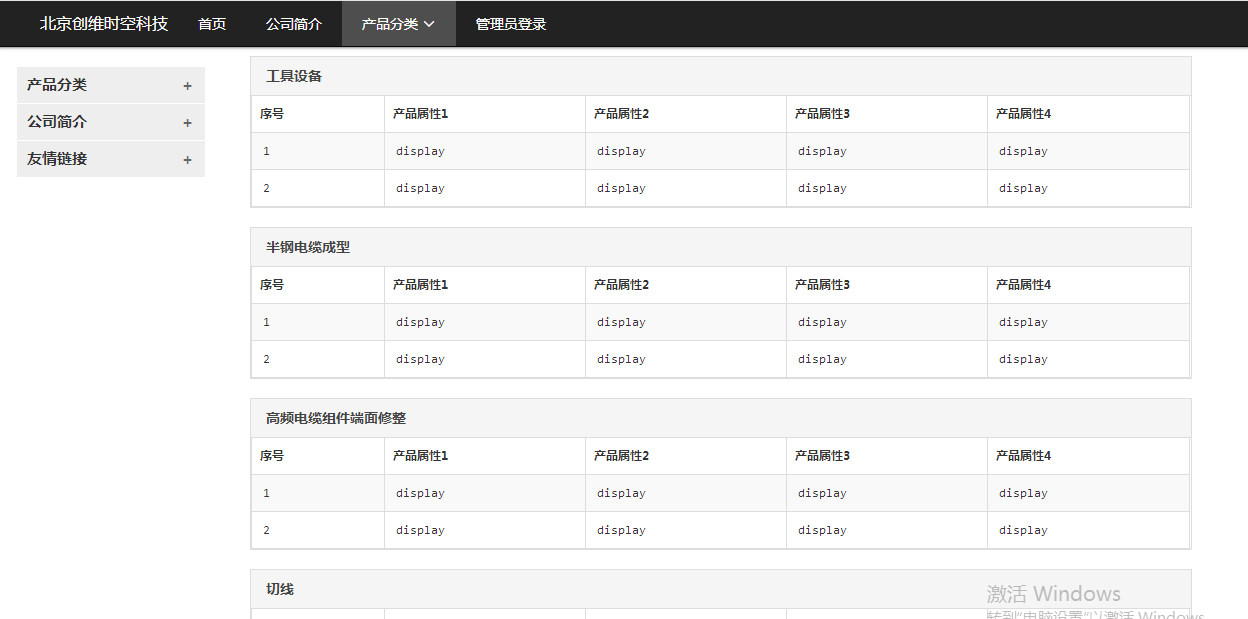 北京创维时空科技 首页 公司简介 产品分类 管理员登录
产品分类 +
公司简介 +
友情链接 +
工具设备
序号 产品属性1 产品属性2 产品属性3 产品属性4
1 display display display display
2 display display display display
半钢电缆成型
序号 产品属性1 产品属性2 产品属性3 产品属性4
1 display display display display
2 display display display display
高频电缆组件端面修整
序号 产品属性1 产品属性2 产品属性3 产品属性4
1 display display display display
2 display display display display
切线
激活 Windows
转到"电脑设置"以激活 Windows